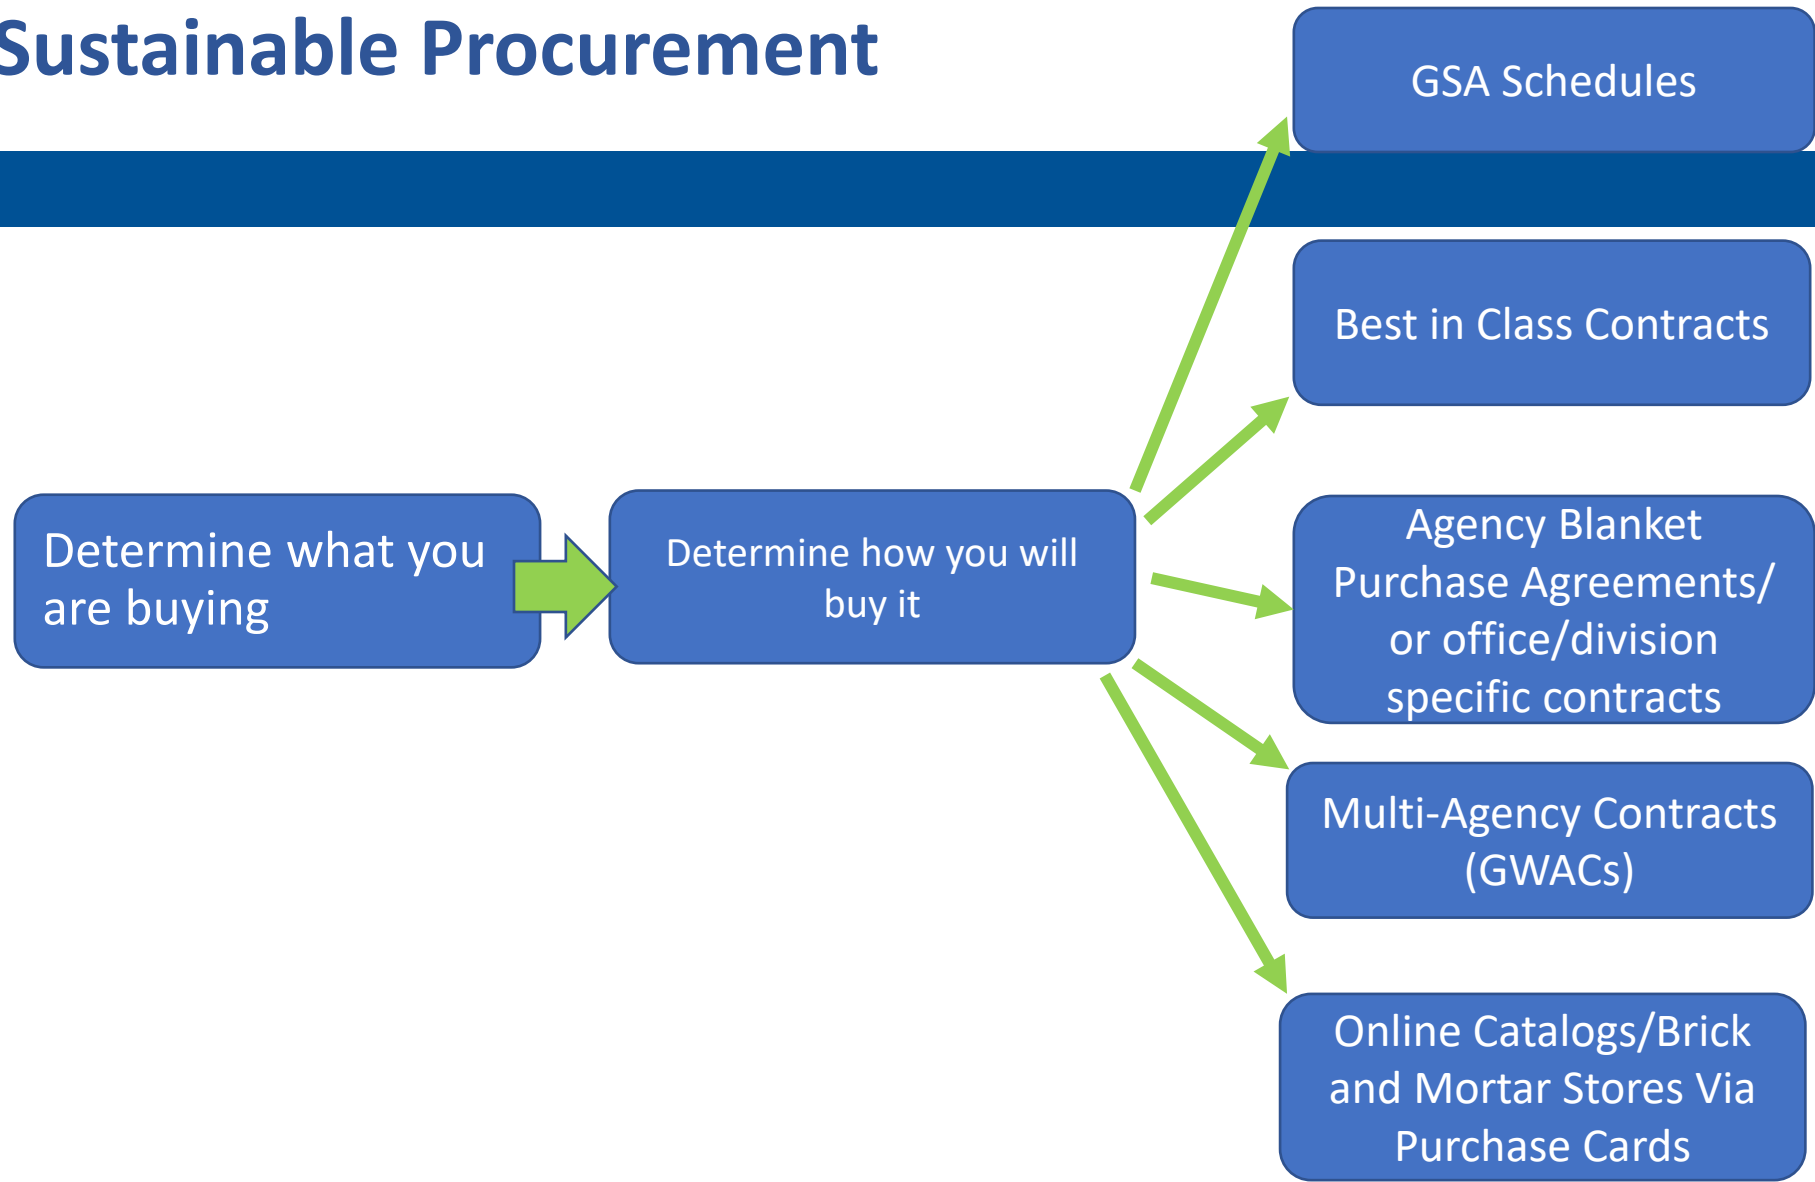 Sustainable Procurement
GSA Schedules
Best in Class Contracts
Determine what you
are buying
Determine how you will
buy it
Agency Blanket
Purchase Agreements/
or office/division
specific contracts
Multi-Agency Contracts
(GWACs)
Online Catalogs/Brick
and Mortar Stores Via
Purchase Cards